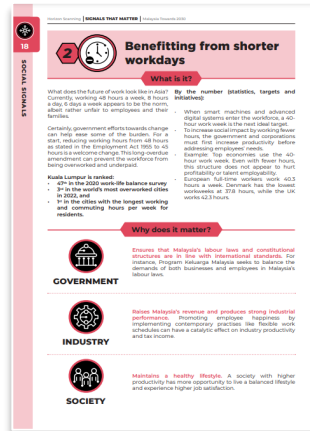 Horizon Scanning | SIGNALS THAT MATTER | Malaysia Towards 2030
18
SOCIAL SIGNALS
2
Benefitting from shorter
workdays
What is it?
What does the future of work look like in Asia?
Currently, working 48 hours a week, 8 hours
a day, 6 days a week appears to be the norm,
albeit rather unfair to employees and their
families.
Certainly, government efforts towards change
can help ease some of the burden. For a
start, reducing working hours from 48 hours
as stated in the Employment Act 1955 to 45
hours is a welcome change. This long-overdue
amendment can prevent the workforce from
being overworked and underpaid.
Kuala Lumpur is ranked:
• 47th in the 2020 work-life balance survey
• 3rd in the world's most overworked cities
in 2022, and
• 1st in the cities with the longest working
and commuting hours per week for
residents.
By the number (statistics, targets and
initiatives):
- When smart machines and advanced
digital systems enter the workforce, a 40-
hour work week is the next ideal target.
- To increase social impact by working fewer
hours, the government and corporations
must first increase productivity before
addressing employees' needs.
- Example: Top economies use the 40-
hour work week. Even with fewer hours,
this structure does not appear to hurt
profitability or talent employability.
- European full-time workers work 40.3
hours a week. Denmark has the lowest
workweeks at 37.8 hours, while the UK
works 42.3 hours
Why does it matter?
GOVERNMENT
Ensures that Malaysia's labour laws and constitutional
structures are in line with international standards. For
instance, Program Keluarga Malaysia seeks to balance the
demands of both businesses and employees in Malaysia's
labour laws.
INDUSTRY
Raises Malaysia's revenue and produces strong industrial
performance. Promoting employee happiness by
implementing contemporary practises like flexible work
schedules can have a catalytic effect on industry productivity
and tax income.
SOCIETY
Maintains a healthy lifestyle. A society with higher
productivity has more opportunity to live a balanced lifestyle
and experience higher job satisfaction.